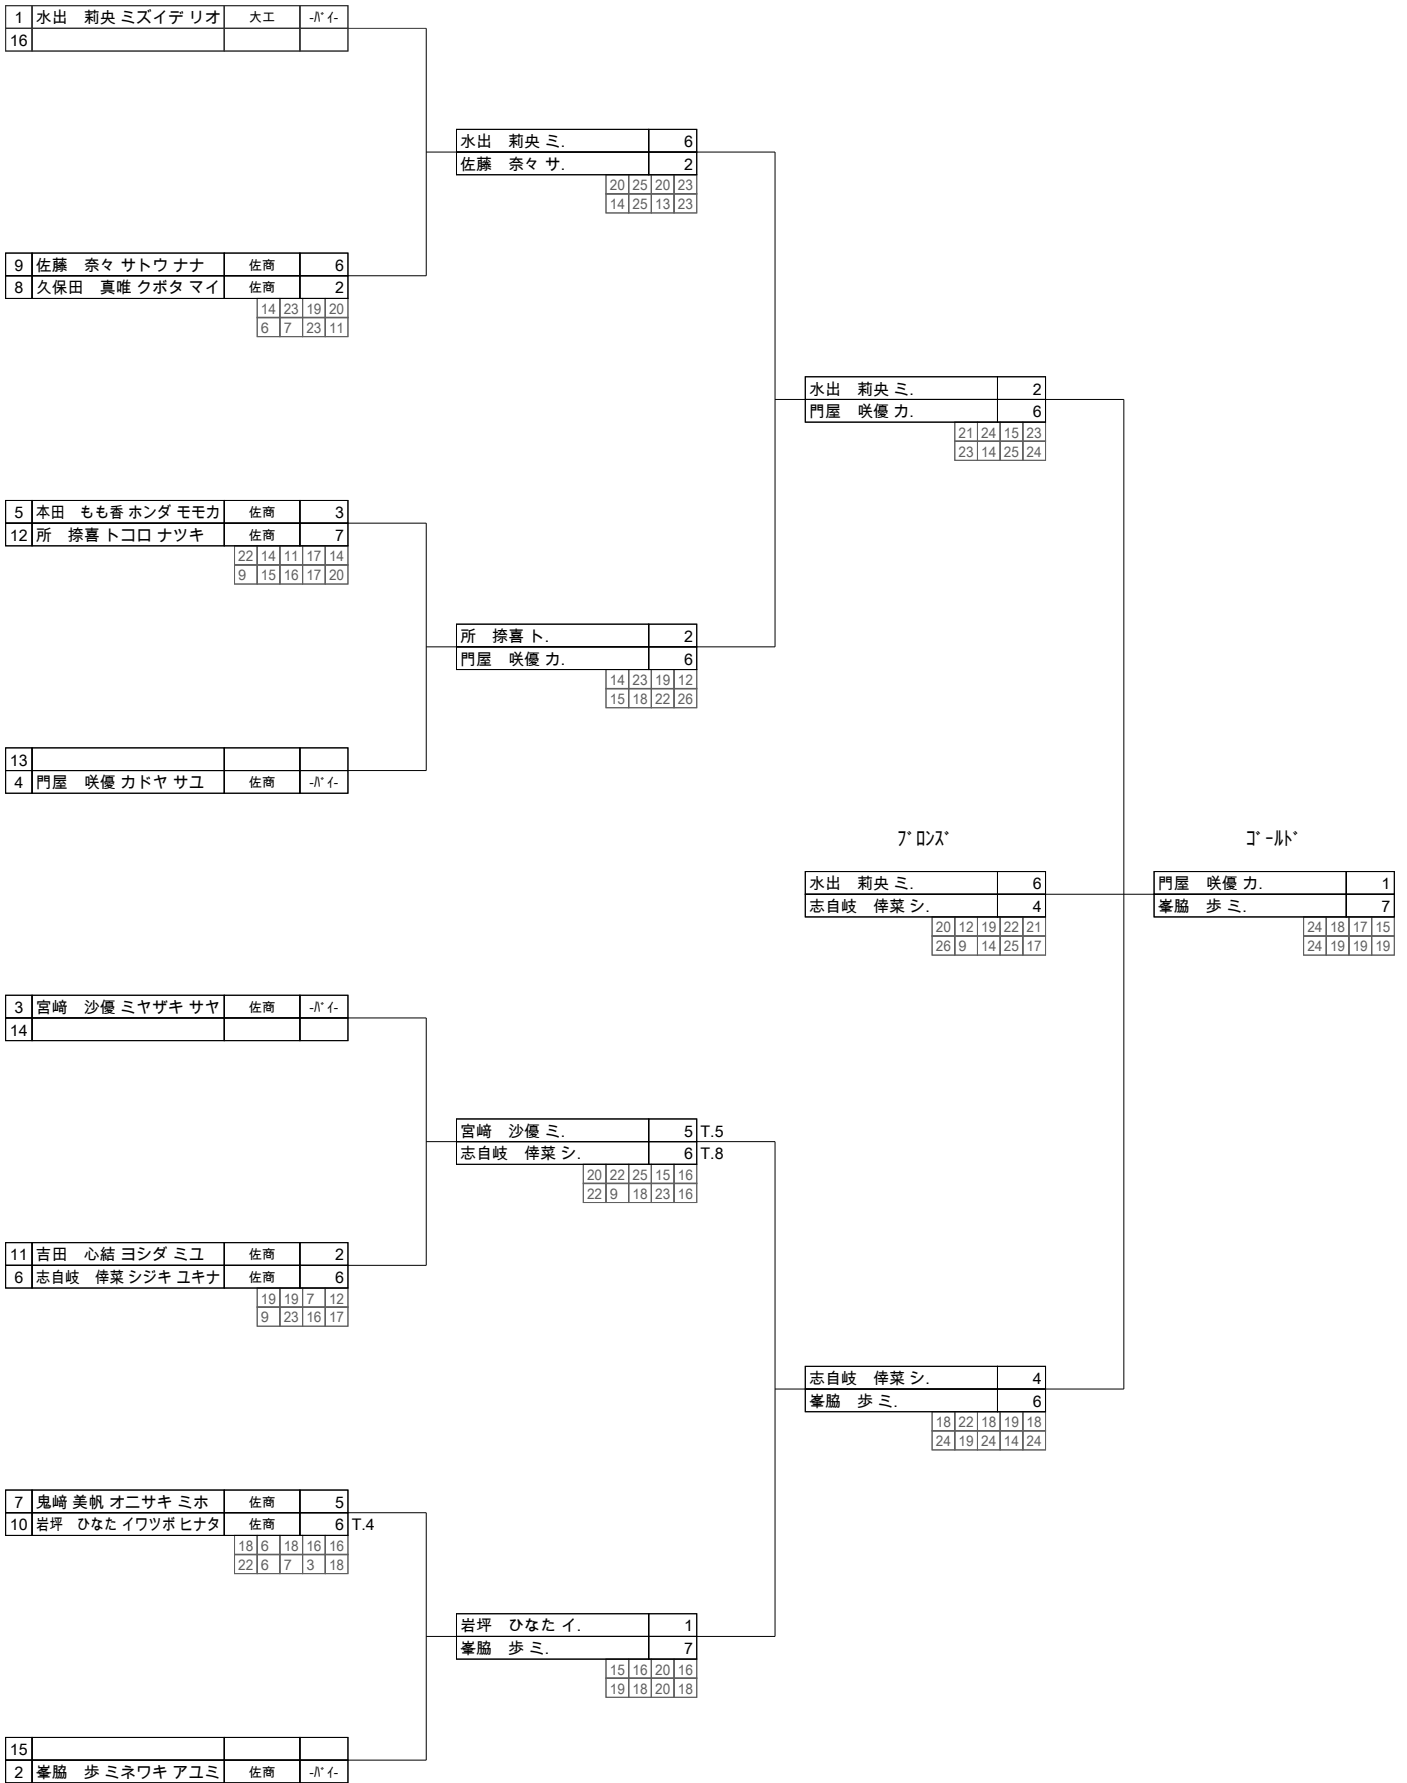 1 水出　莉央 ミズイデ リオ 大工 -ﾊﾞｲ-
16
水出　莉央 ミ. 6
佐藤　奈々 サ. 2
20 25 20 23
14 25 13 23
9 佐藤　奈々 サトウ ナナ 佐商 6
8 久保田　真唯 クボタ マイ 佐商 2
14 23 19 20
6 7 23 11
水出　莉央 ミ. 2
門屋　咲優 カ. 6
21 24 15 23
23 14 25 24
5 本田　もも香 ホンダ モモカ 佐商 3
12 所　捺喜 トコロ ナツキ 佐商 7
22 14 11 17 14
9 15 16 17 20
所　捺喜 ト. 2
門屋　咲優 カ. 6
14 23 19 12
15 18 22 26
13
4 門屋　咲優 カドヤ サユ 佐商 -ﾊﾞｲ-
ﾌﾞﾛﾝｽﾞ
ｺﾞｰﾙﾄﾞ
水出　莉央 ミ. 6
志自岐　倖菜 シ. 4
20 12 19 22 21
26 9 14 25 17
門屋　咲優 カ. 1
峯脇　歩 ミ. 7
24 18 17 15
24 19 19 19
3 宮﨑　沙優 ミヤザキ サヤ 佐商 -ﾊﾞｲ-
14
宮﨑　沙優 ミ. 5 T.5
志自岐　倖菜 シ. 6 T.8
20 22 25 15 16
22 9 18 23 16
11 吉田　心結 ヨシダ ミユ 佐商 2
6 志自岐　倖菜 シジキ ユキナ 佐商 6
19 19 7 12
9 23 16 17
志自岐　倖菜 シ. 4
峯脇　歩 ミ. 6
18 22 18 19 18
24 19 24 14 24
7 鬼﨑 美帆 オニサキ ミホ 佐商 5
10 岩坪　ひなた イワツボ ヒナタ 佐商 6 T.4
18 6 18 16 16
22 6 7 3 18
岩坪　ひなた イ. 1
峯脇　歩 ミ. 7
15 16 20 16
19 18 20 18
15
2 峯脇　歩 ミネワキ アユミ 佐商 -ﾊﾞｲ-